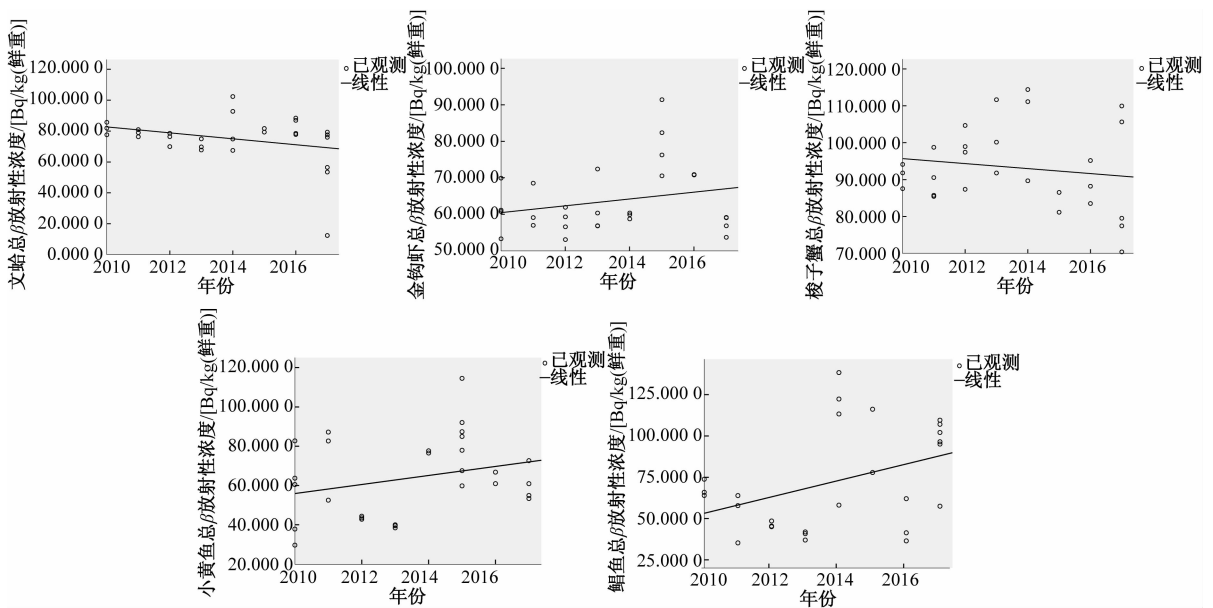 文蛤总β放射性浓度/[Bq/kg(鲜重)]
120.000 0
100.000 0
80.000 0
60.000 0
40.000 0
20.000 0
0.000 0
2010 2012 2014 2016
年份
已观测
线性
金钩虾总β放射性浓度/[Bq/kg(鲜重)]
100.000 0
90.000 0
80.000 0
70.000 0
60.000 0
50.000 0
2010 2012 2014 2016
年份
已观测
线性
梭子蟹总β放射性浓度/[Bq/kg(鲜重)]
120.000 0
110.000 0
100.000 0
90.000 0
80.000 0
70.000 0
2010 2012 2014 2016
年份
已观测
线性
小黄鱼总β放射性浓度/[Bq/kg(鲜重)]
120.000 0
100.000 0
80.000 0
60.000 0
40.000 0
20.000 0
2010 2012 2014 2016
年份
已观测
线性
鲳鱼总β放射性浓度/[Bq/kg(鲜重)]
125.000 0
100.000 0
75.000 0
50.000 0
25.000 0
2010 2012 2014 2016
年份
已观测
线性